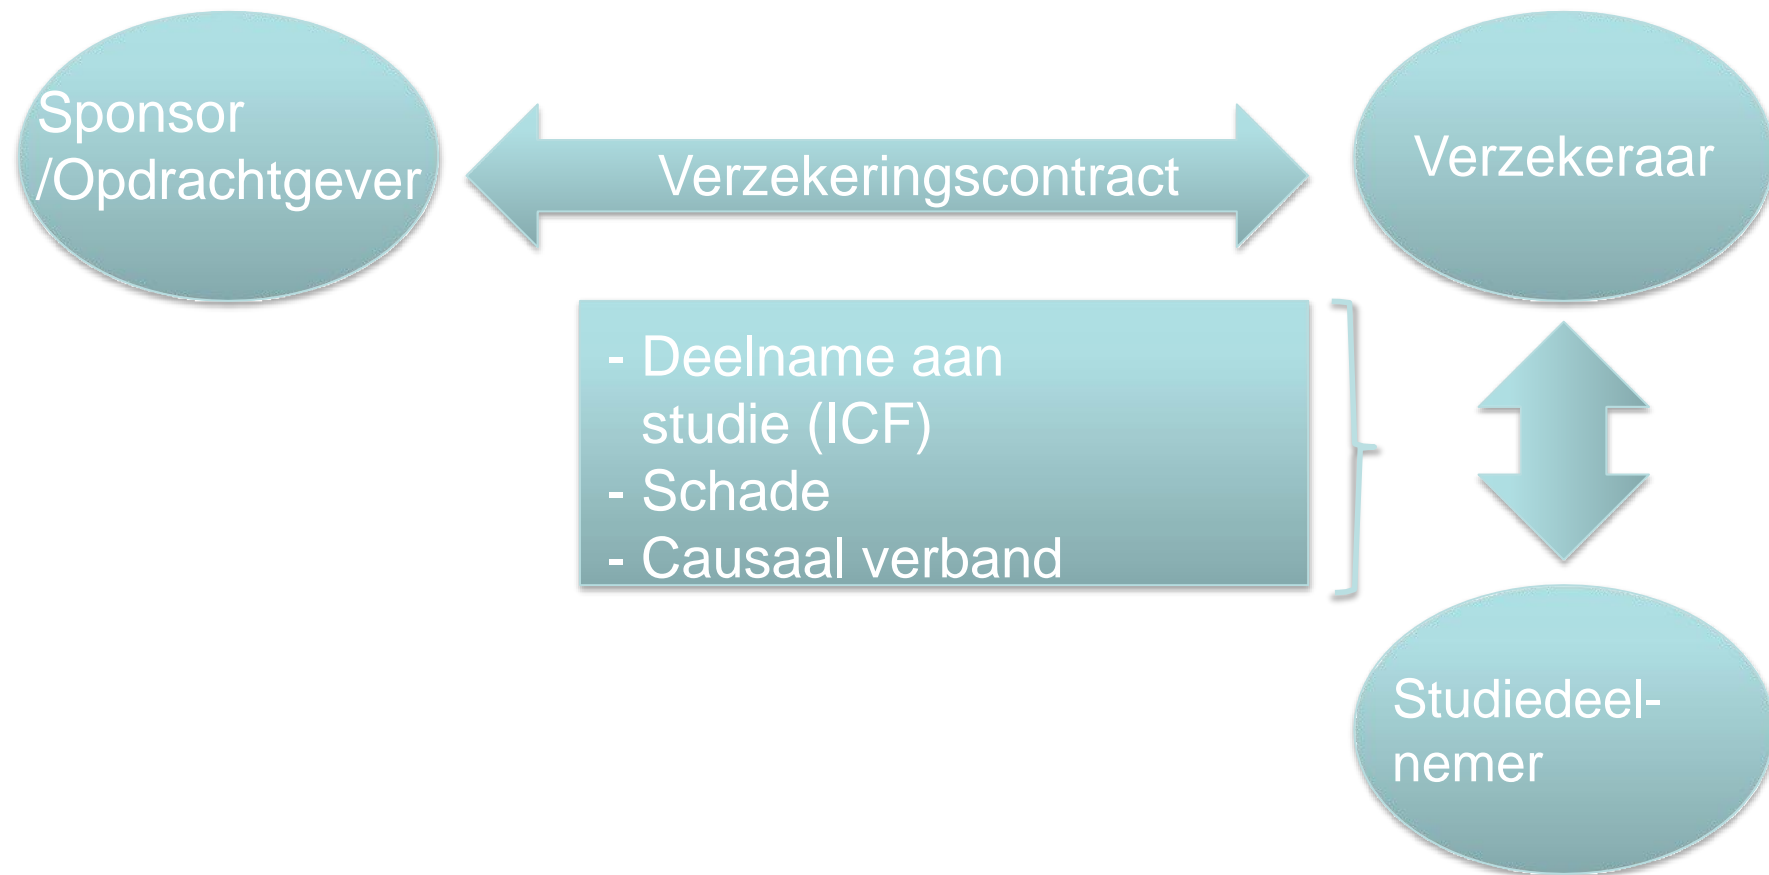 Sponsor
/Opdrachtgever
Verzekeringscontract
Verzekeraar
- Deelname aan
studie (ICF)
- Schade
- Causaal verband
Studiedeel-
nemer